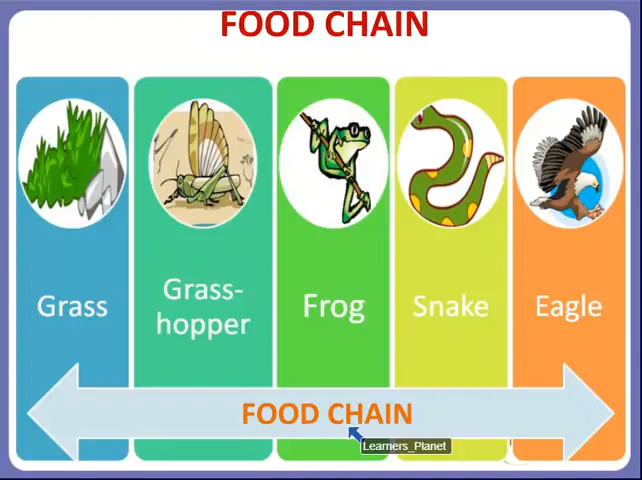 FOOD CHAIN
Grass
Grass-
hopper
Frog
Snake
Eagle
FOOD CHAIN
Learners_Planet